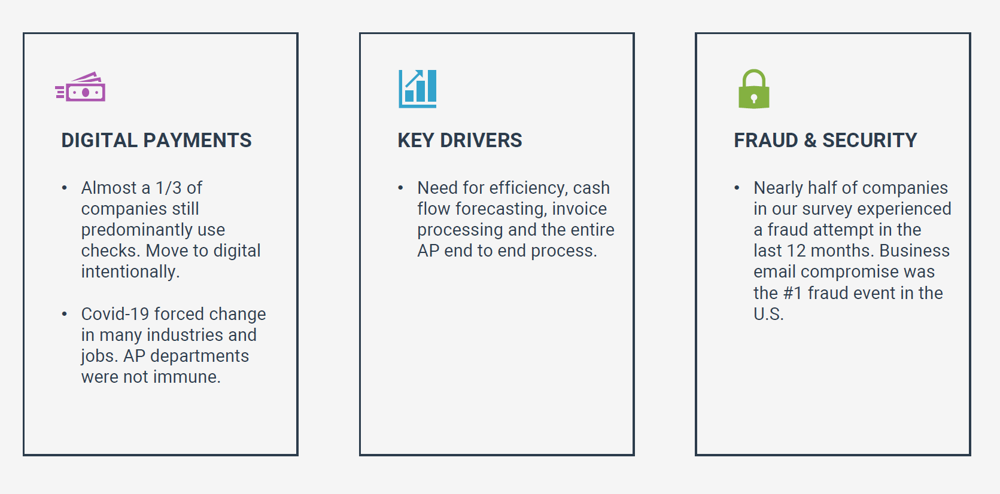 DIGITAL PAYMENTS
• Almost a 1/3 of
companies still
predominantly use
checks. Move to digital
intentionally.
• Covid-19 forced change
in many industries and
jobs. AP departments
were not immune.
KEY DRIVERS
• Need for efficiency, cash
flow forecasting, invoice
processing and the entire
AP end to end process.
FRAUD & SECURITY
• Nearly half of companies
in our survey experienced
a fraud attempt in the
last 12 months. Business
email compromise was
the #1 fraud event in the
U.S.